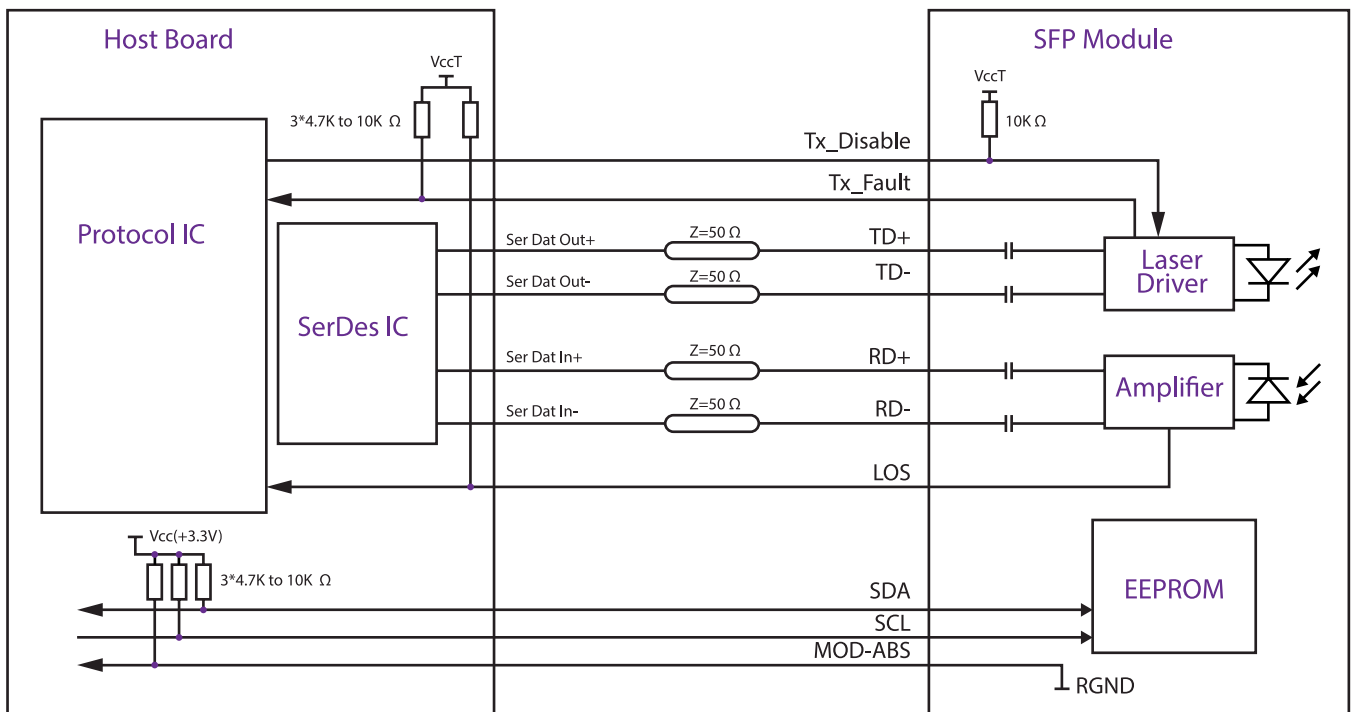 Host Board
SFP Module
VccT
VccT
3*4.7K to 10K Ω
10K Ω
Tx_Disable
Tx_Fault
Protocol IC
Ser Dat Out+
Z=50 Ω
TD+
Ser Dat Out-
Z=50 Ω
TD-
Laser
Driver
SerDes IC
Ser Dat In+
Z=50 Ω
RD+
Ser Dat In-
Z=50 Ω
RD-
Amplifier
LOS
Vcc(+3.3V)
3*4.7K to 10K Ω
SDA
SCL
MOD-ABS
EEPROM
RGND